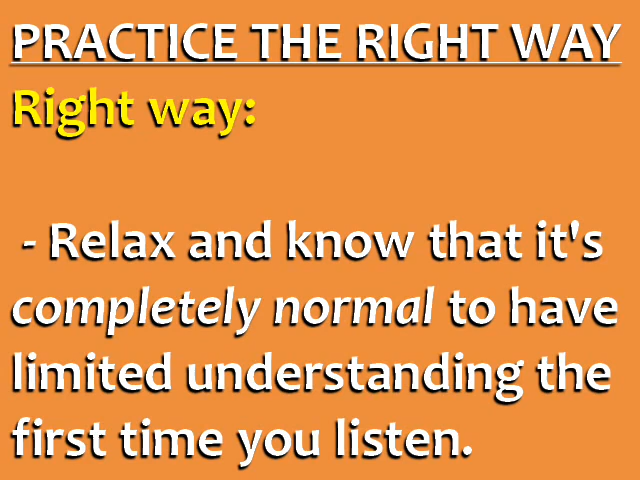 PRACTICE THE RIGHT WAY
Right way:
- Relax and know that it's
completely normal to have
limited understanding the
first time you listen.